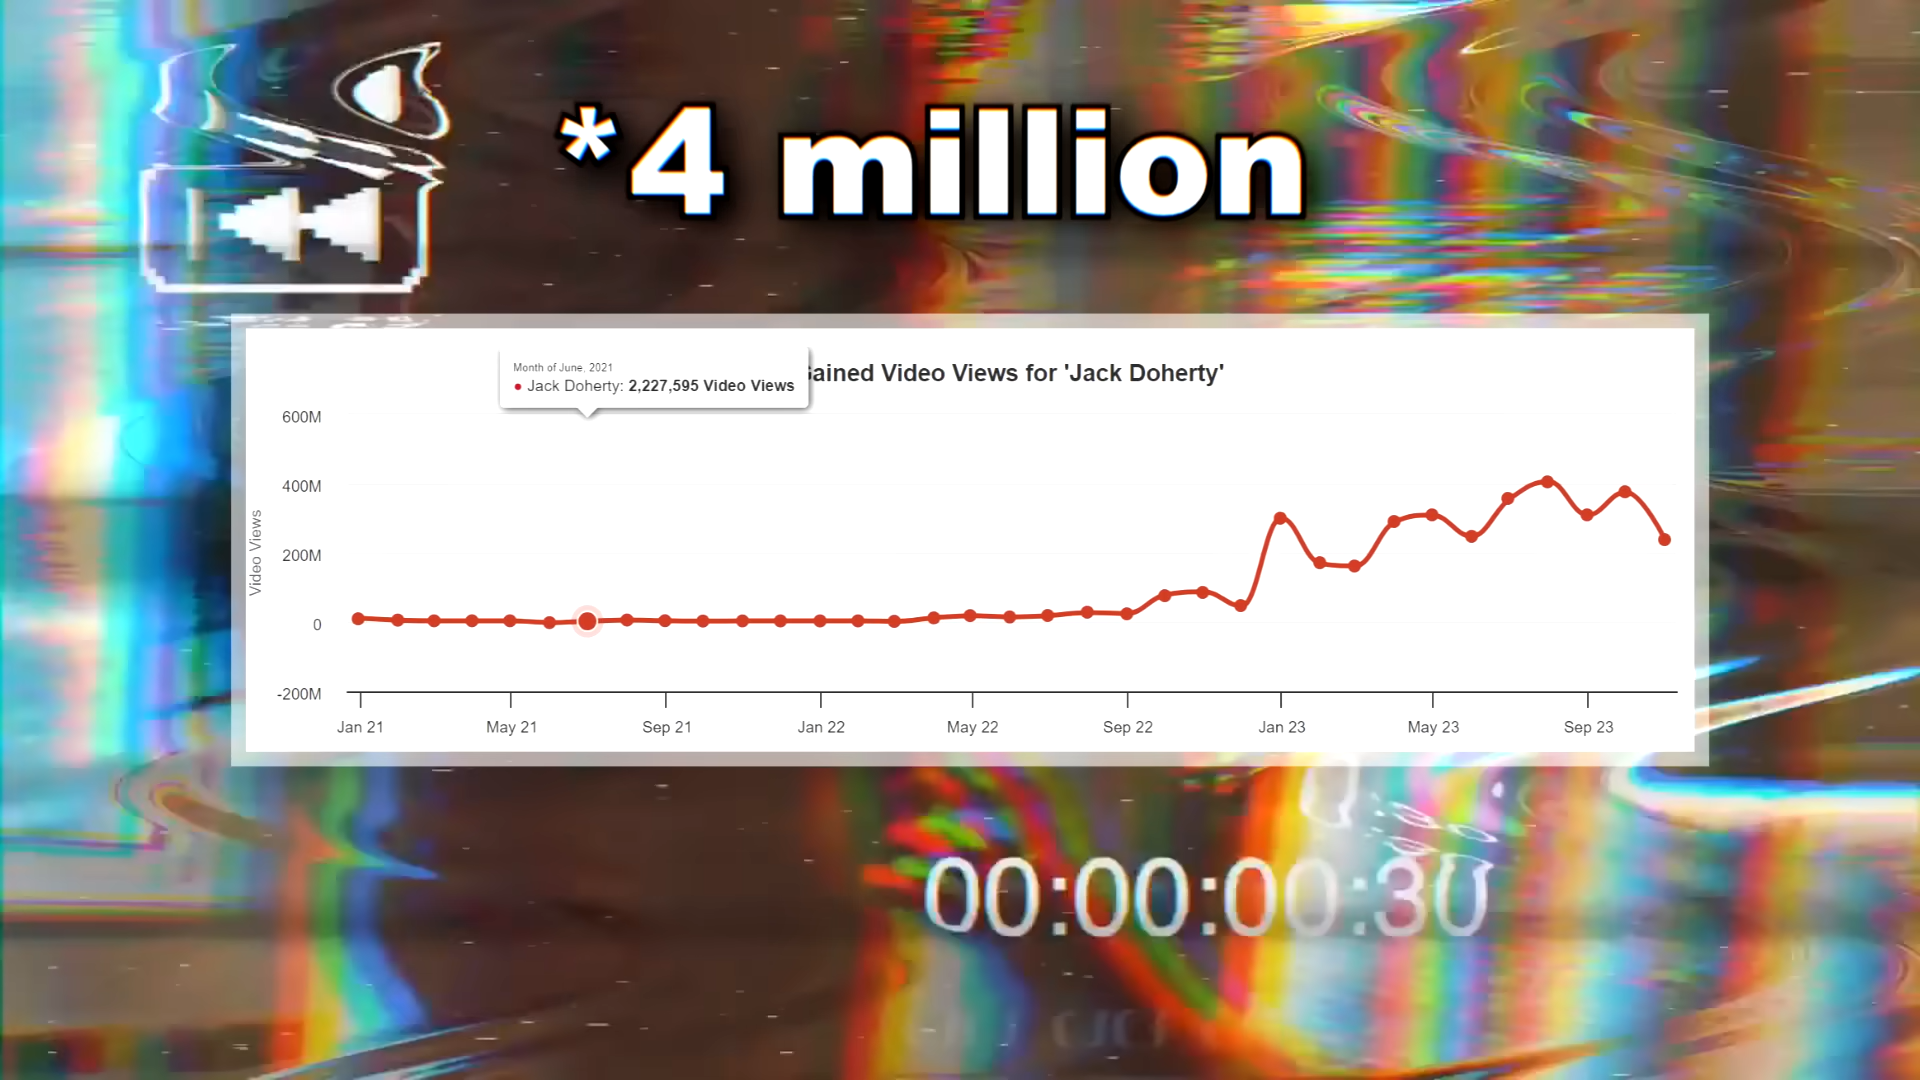 *4 million
Month of June, 2021
Jack Doherty: 2,227,595 Video Views
ained Video Views for 'Jack Doherty'
600M
400M
200M
0
-200M
Video Views
Jan 21
May 21
Sep 21
Jan 22
May 22
Sep 22
Jan 23
May 23
Sep 23
00:00:00:30